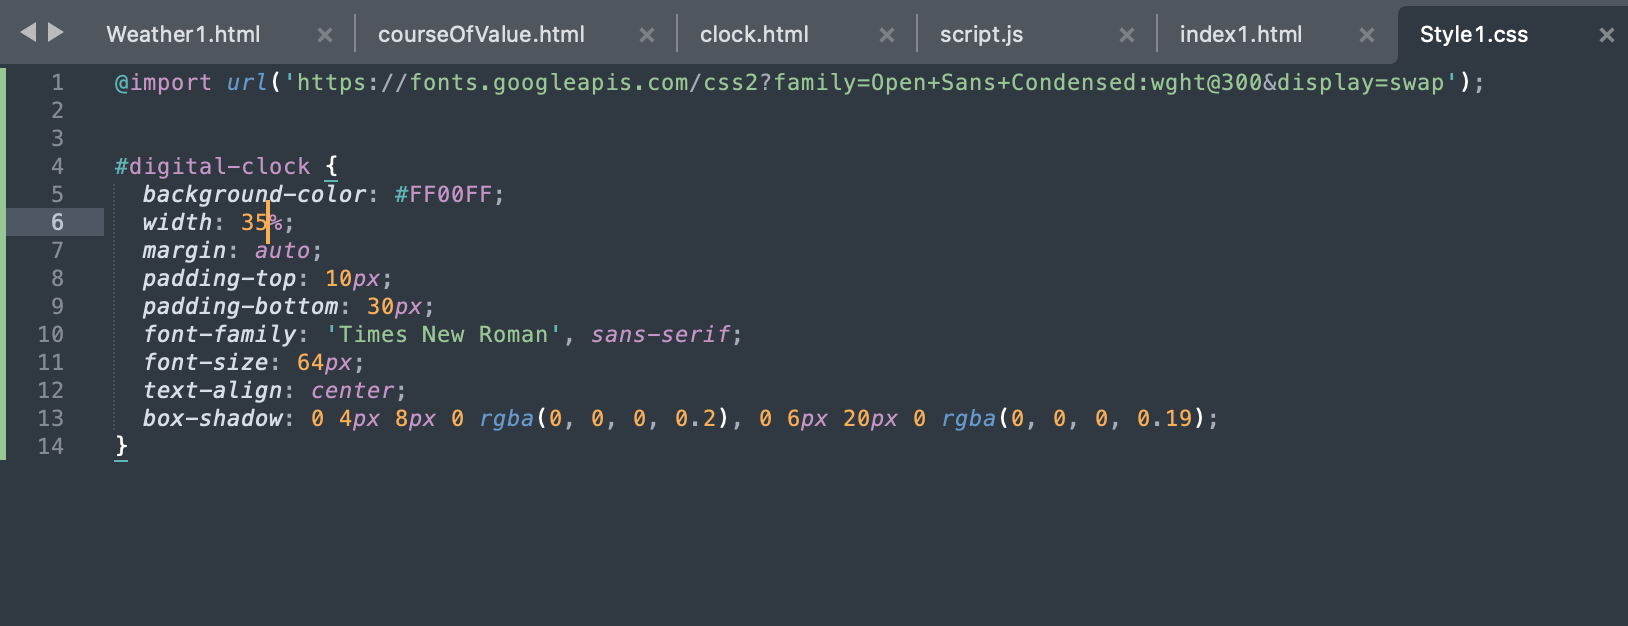 Weather1.html × courseOfValue.html × clock.html × script.js × index1.html × Style1.css ×
1 @import url('https://fonts.googleapis.com/css2?family=Open+Sans+Condensed:wght@300&display=swap');
2
3
4 #digital-clock {
5 background-color: #FF00FF;
6 width: 35%;
7 margin: auto;
8 padding-top: 10px;
9 padding-bottom: 30px;
10 font-family: 'Times New Roman', sans-serif;
11 font-size: 64px;
12 text-align: center;
13 box-shadow: 0 4px 8px 0 rgba(0, 0, 0, 0.2), 0 6px 20px 0 rgba(0, 0, 0, 0.19);
14 }